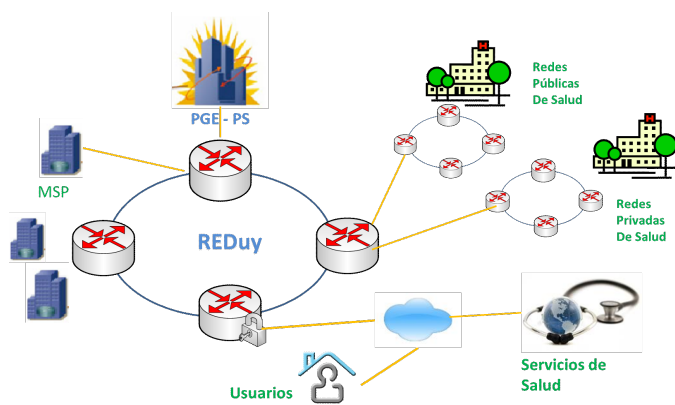 PGE - PS
Redes
Públicas
De Salud
MSP
Redes
Privadas
De Salud
REDuy
H
H
Servicios de
Salud
Usuarios